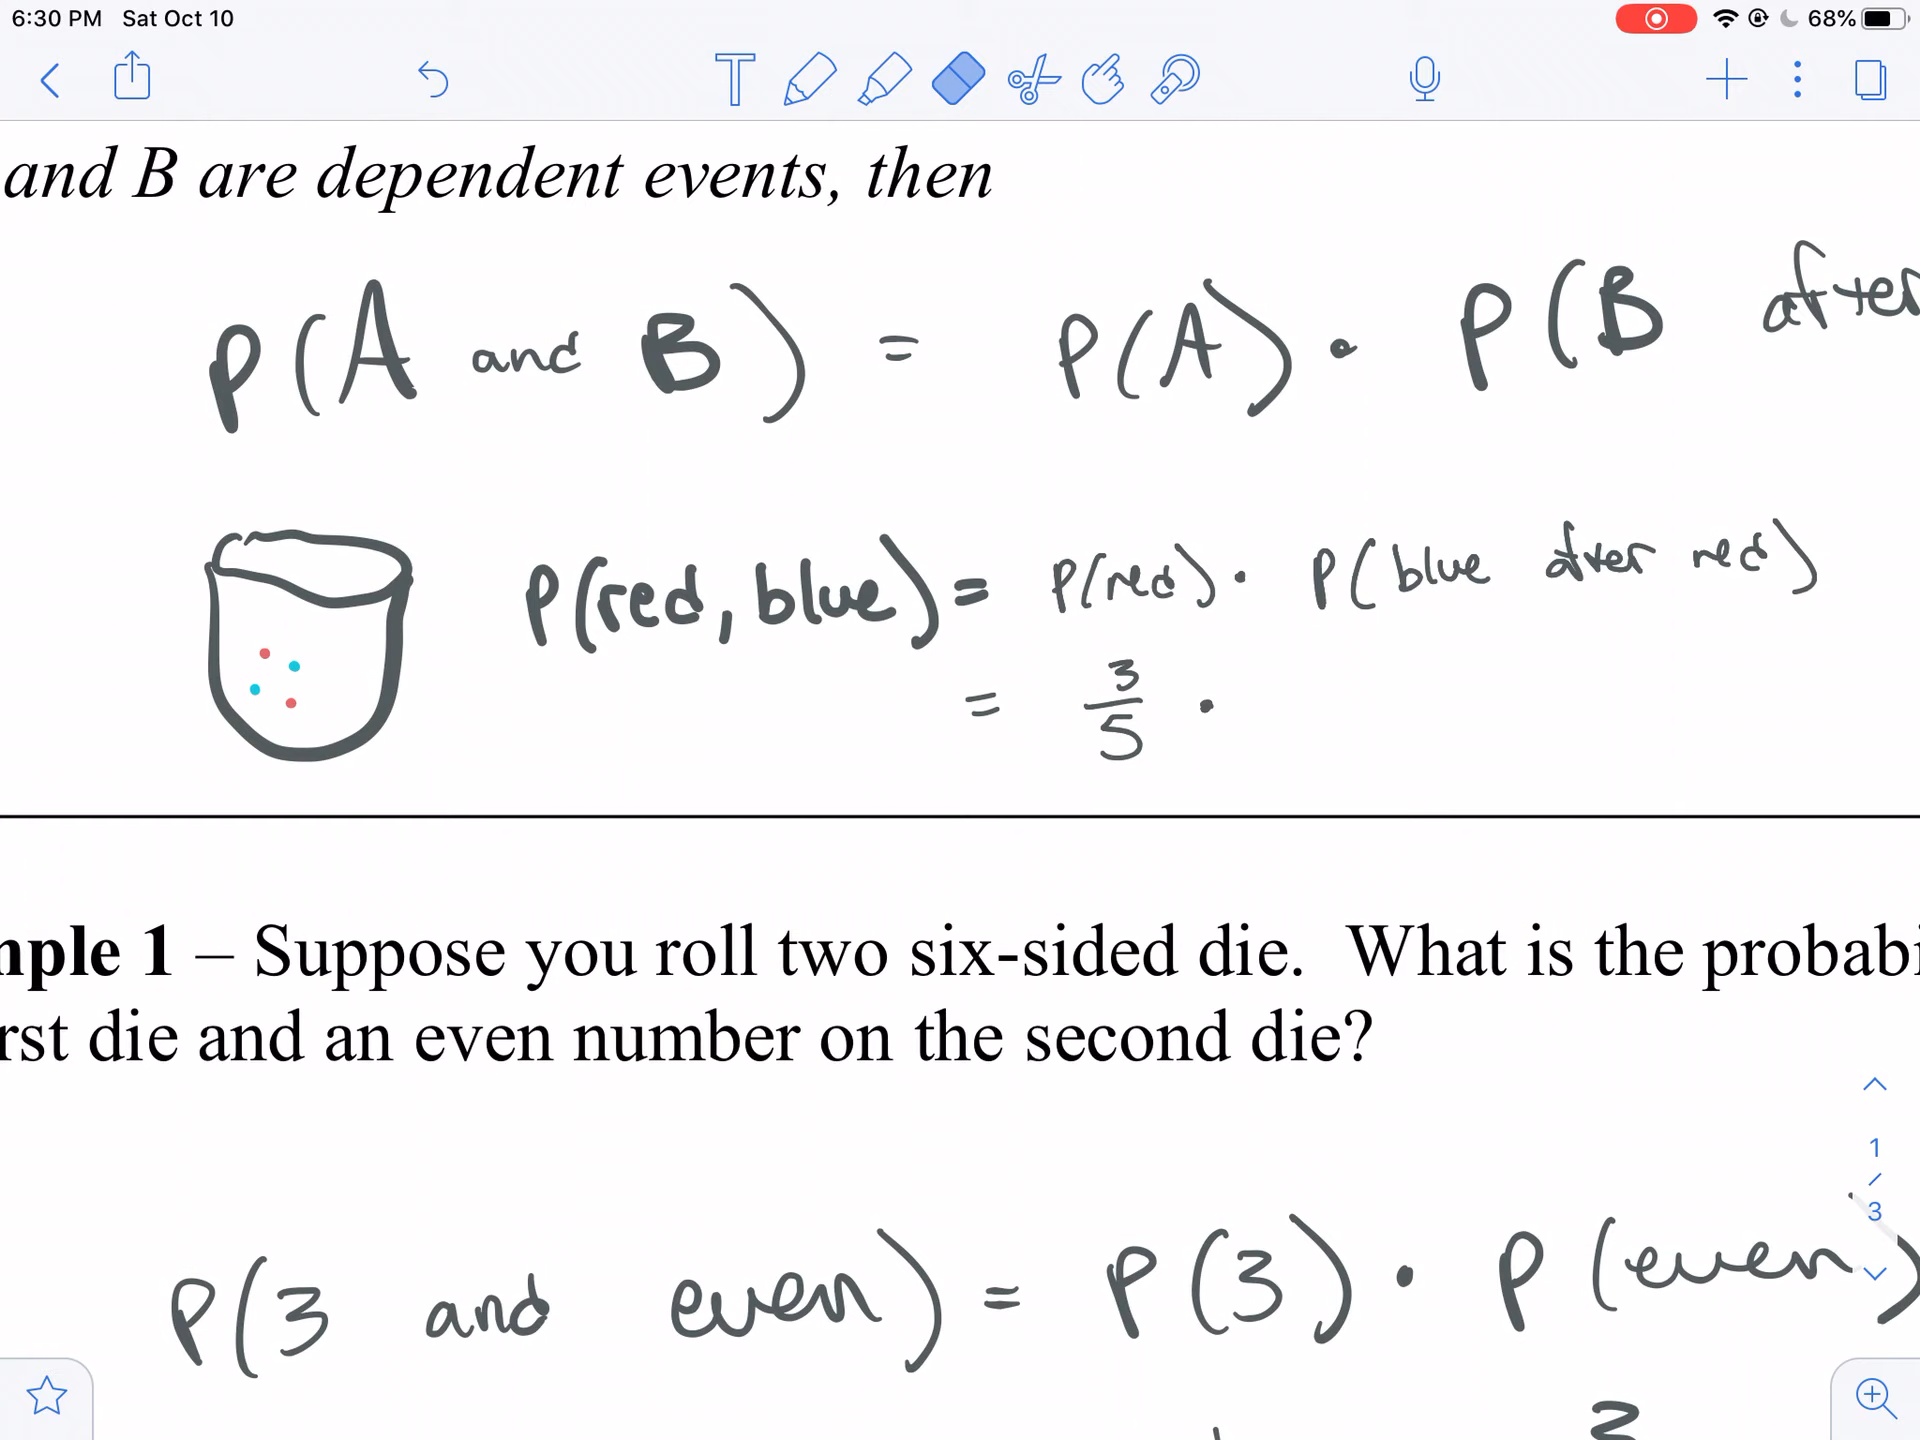 6:30 PM Sat Oct 10 68%
T
and B are dependent events, then
P(A and B) = P(A) • P(B after
P(red, blue) = P(red) • P(blue after red)
= 3/5 •
mple 1 – Suppose you roll two six-sided die. What is the probabi
rst die and an even number on the second die?
1
/
3
P(3 and even) = P(3) • P(even)
3